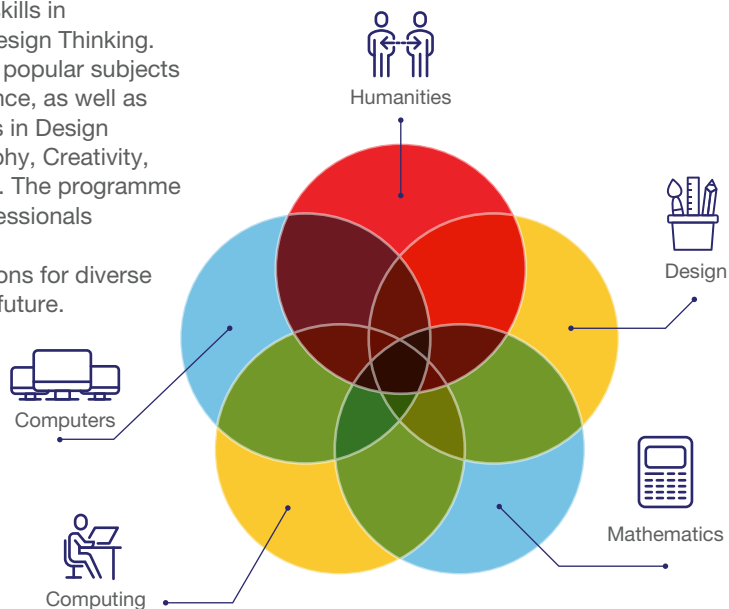 skills in
esign Thinking.
popular subjects
nce, as well as
s in Design
phy, Creativity,
. The programme
essionals
ons for diverse
future.
Humanities
Design
Computers
Mathematics
Computing